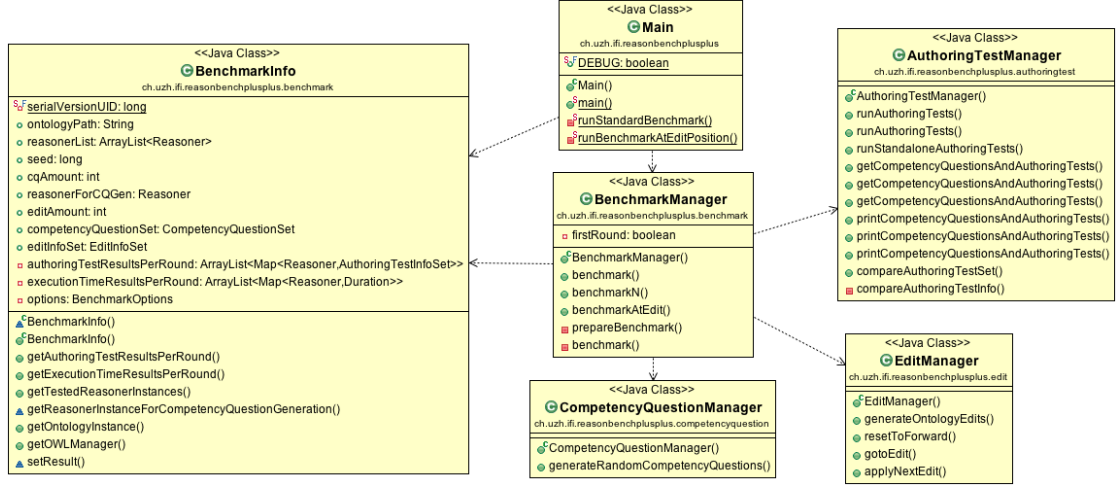 <<Java Class>>
BenchmarkInfo
ch.uzh.ifi.reasonbenchplusplus.benchmark
serialVersionUID: long
ontologyPath: String
reasonerList: ArrayList<Reasoner>
seed: long
cqAmount: int
reasonerForCQGen: Reasoner
editAmount: int
competencyQuestionSet: CompetencyQuestionSet
editInfoSet: EditInfoSet
authoringTestResultsPerRound: ArrayList<Map<Reasoner,AuthoringTestInfoSet>>
executionTimeResultsPerRound: ArrayList<Map<Reasoner,Duration>>
options: BenchmarkOptions
BenchmarkInfo()
BenchmarkInfo()
getAuthoringTestResultsPerRound()
getExecutionTimeResultsPerRound()
getTestedReasonerInstances()
getReasonerInstanceForCompetencyQuestionGeneration()
getOntologyInstance()
getOWLManager()
setResult()
<<Java Class>>
Main
ch.uzh.ifi.reasonbenchplusplus
DEBUG: boolean
Main()
main()
runStandardBenchmark()
runBenchmarkAtEditPosition()
<<Java Class>>
BenchmarkManager
ch.uzh.ifi.reasonbenchplusplus.benchmark
firstRound: boolean
BenchmarkManager()
benchmark()
benchmarkN()
benchmarkAtEdit()
prepareBenchmark()
benchmark()
<<Java Class>>
CompetencyQuestionManager
ch.uzh.ifi.reasonbenchplusplus.competencyquestion
CompetencyQuestionManager()
generateRandomCompetencyQuestions()
<<Java Class>>
AuthoringTestManager
ch.uzh.ifi.reasonbenchplusplus.authoringtest
AuthoringTestManager()
runAuthoringTests()
runAuthoringTests()
runStandaloneAuthoringTests()
getCompetencyQuestionsAndAuthoringTests()
getCompetencyQuestionsAndAuthoringTests()
getCompetencyQuestionsAndAuthoringTests()
printCompetencyQuestionsAndAuthoringTests()
printCompetencyQuestionsAndAuthoringTests()
printCompetencyQuestionsAndAuthoringTests()
compareAuthoringTestSet()
compareAuthoringTestInfo()
<<Java Class>>
EditManager
ch.uzh.ifi.reasonbenchplusplus.edit
EditManager()
generateOntologyEdits()
resetToForward()
gotoEdit()
applyNextEdit()